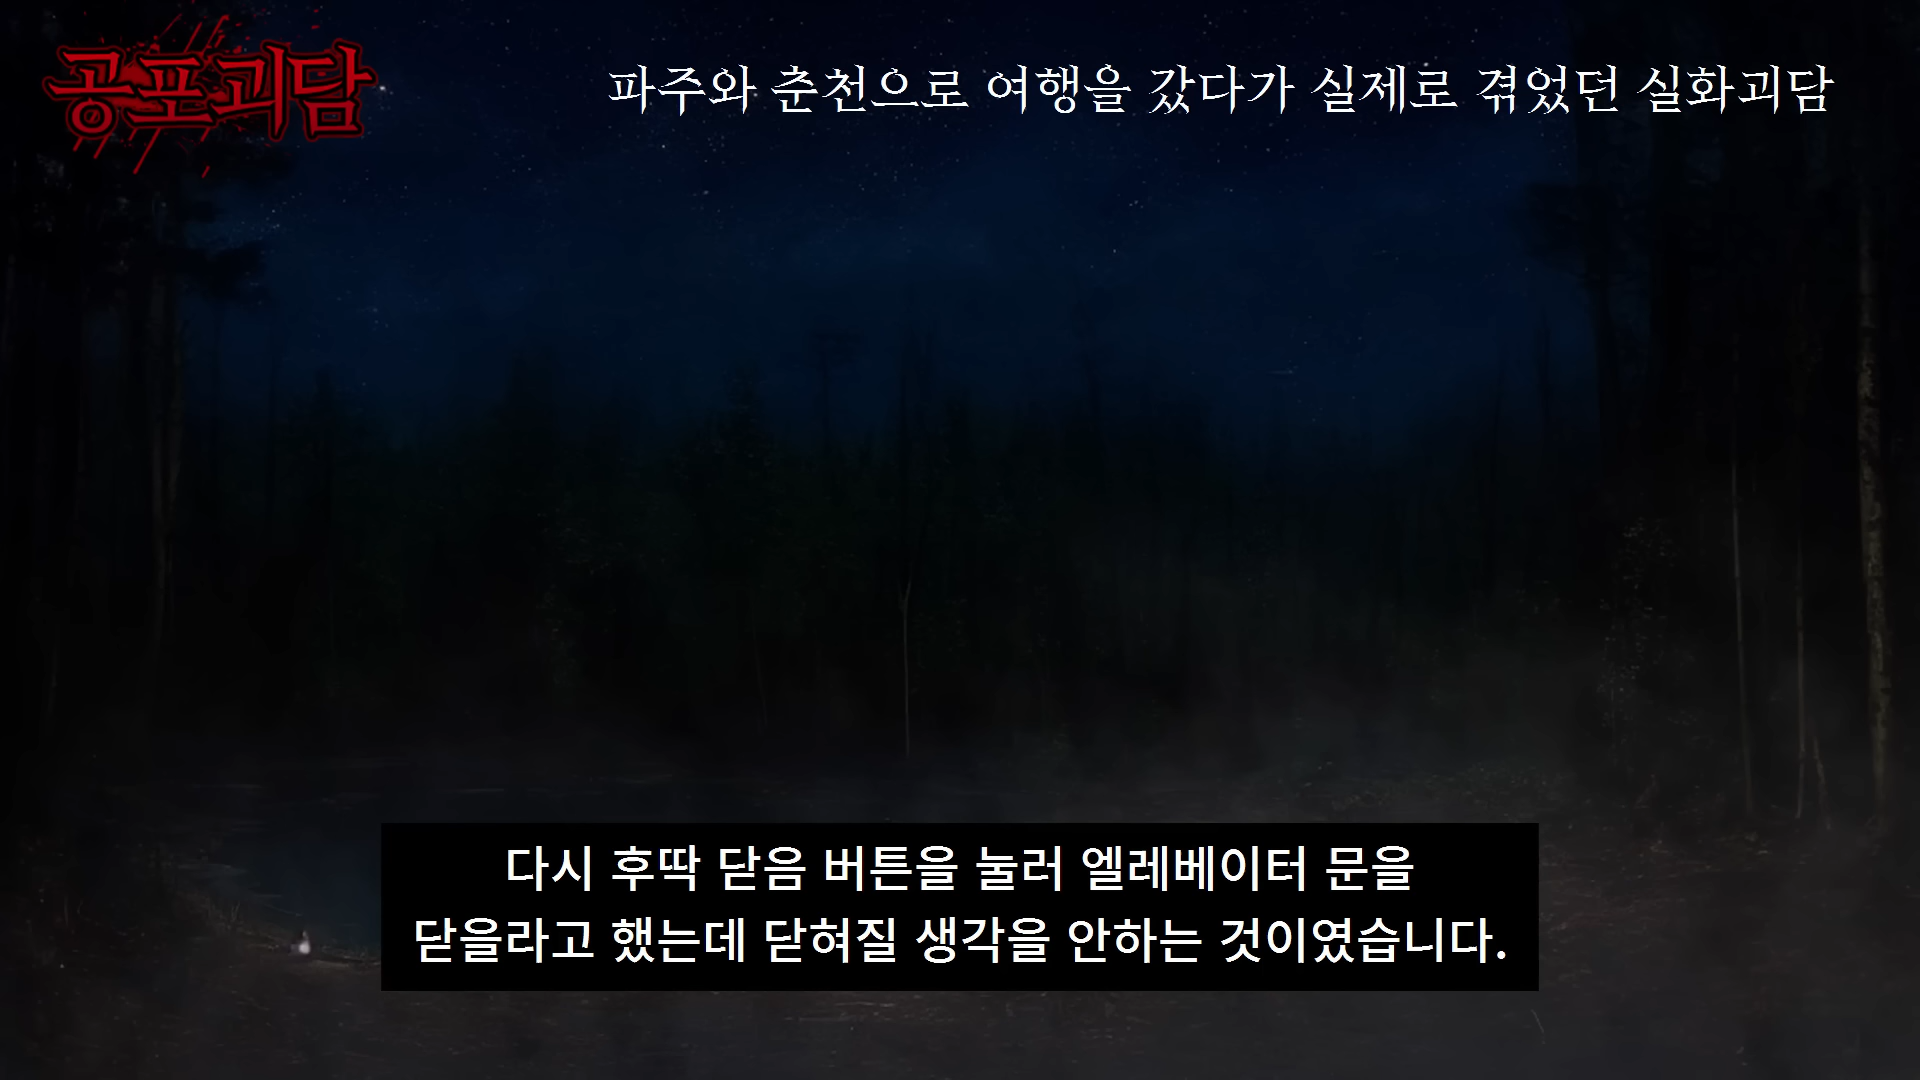 공포괴담
파주와 춘천으로 여행을 갔다가 실제로 겪었던 실화괴담
다시 후딱 닫음 버튼을 눌러 엘레베이터 문을
닫을라고 했는데 닫혀질 생각을 안하는 것이였습니다.